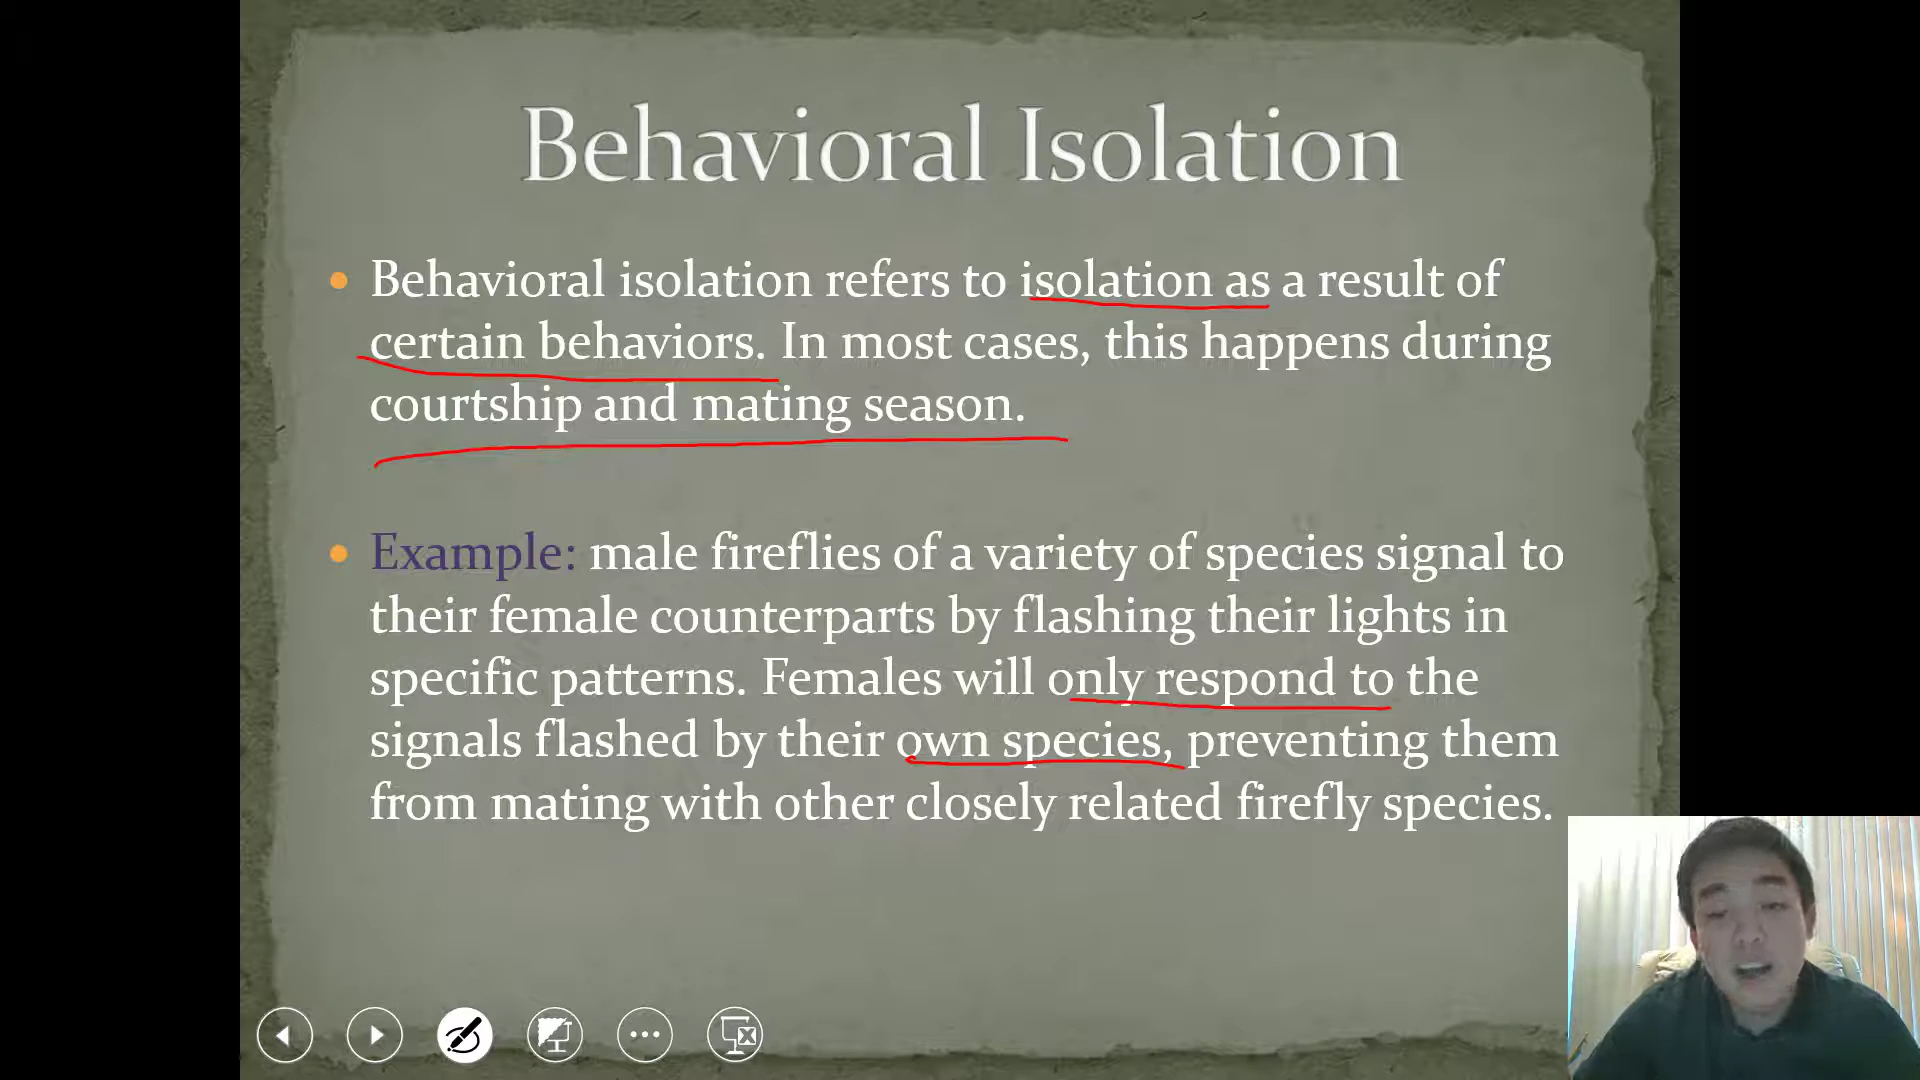 Behavioral Isolation
Behavioral isolation refers to isolation as a result of
certain behaviors. In most cases, this happens during
courtship and mating season.
Example: male fireflies of a variety of species signal to
their female counterparts by flashing their lights in
specific patterns. Females will only respond to the
signals flashed by their own species, preventing them
from mating with other closely related firefly species.